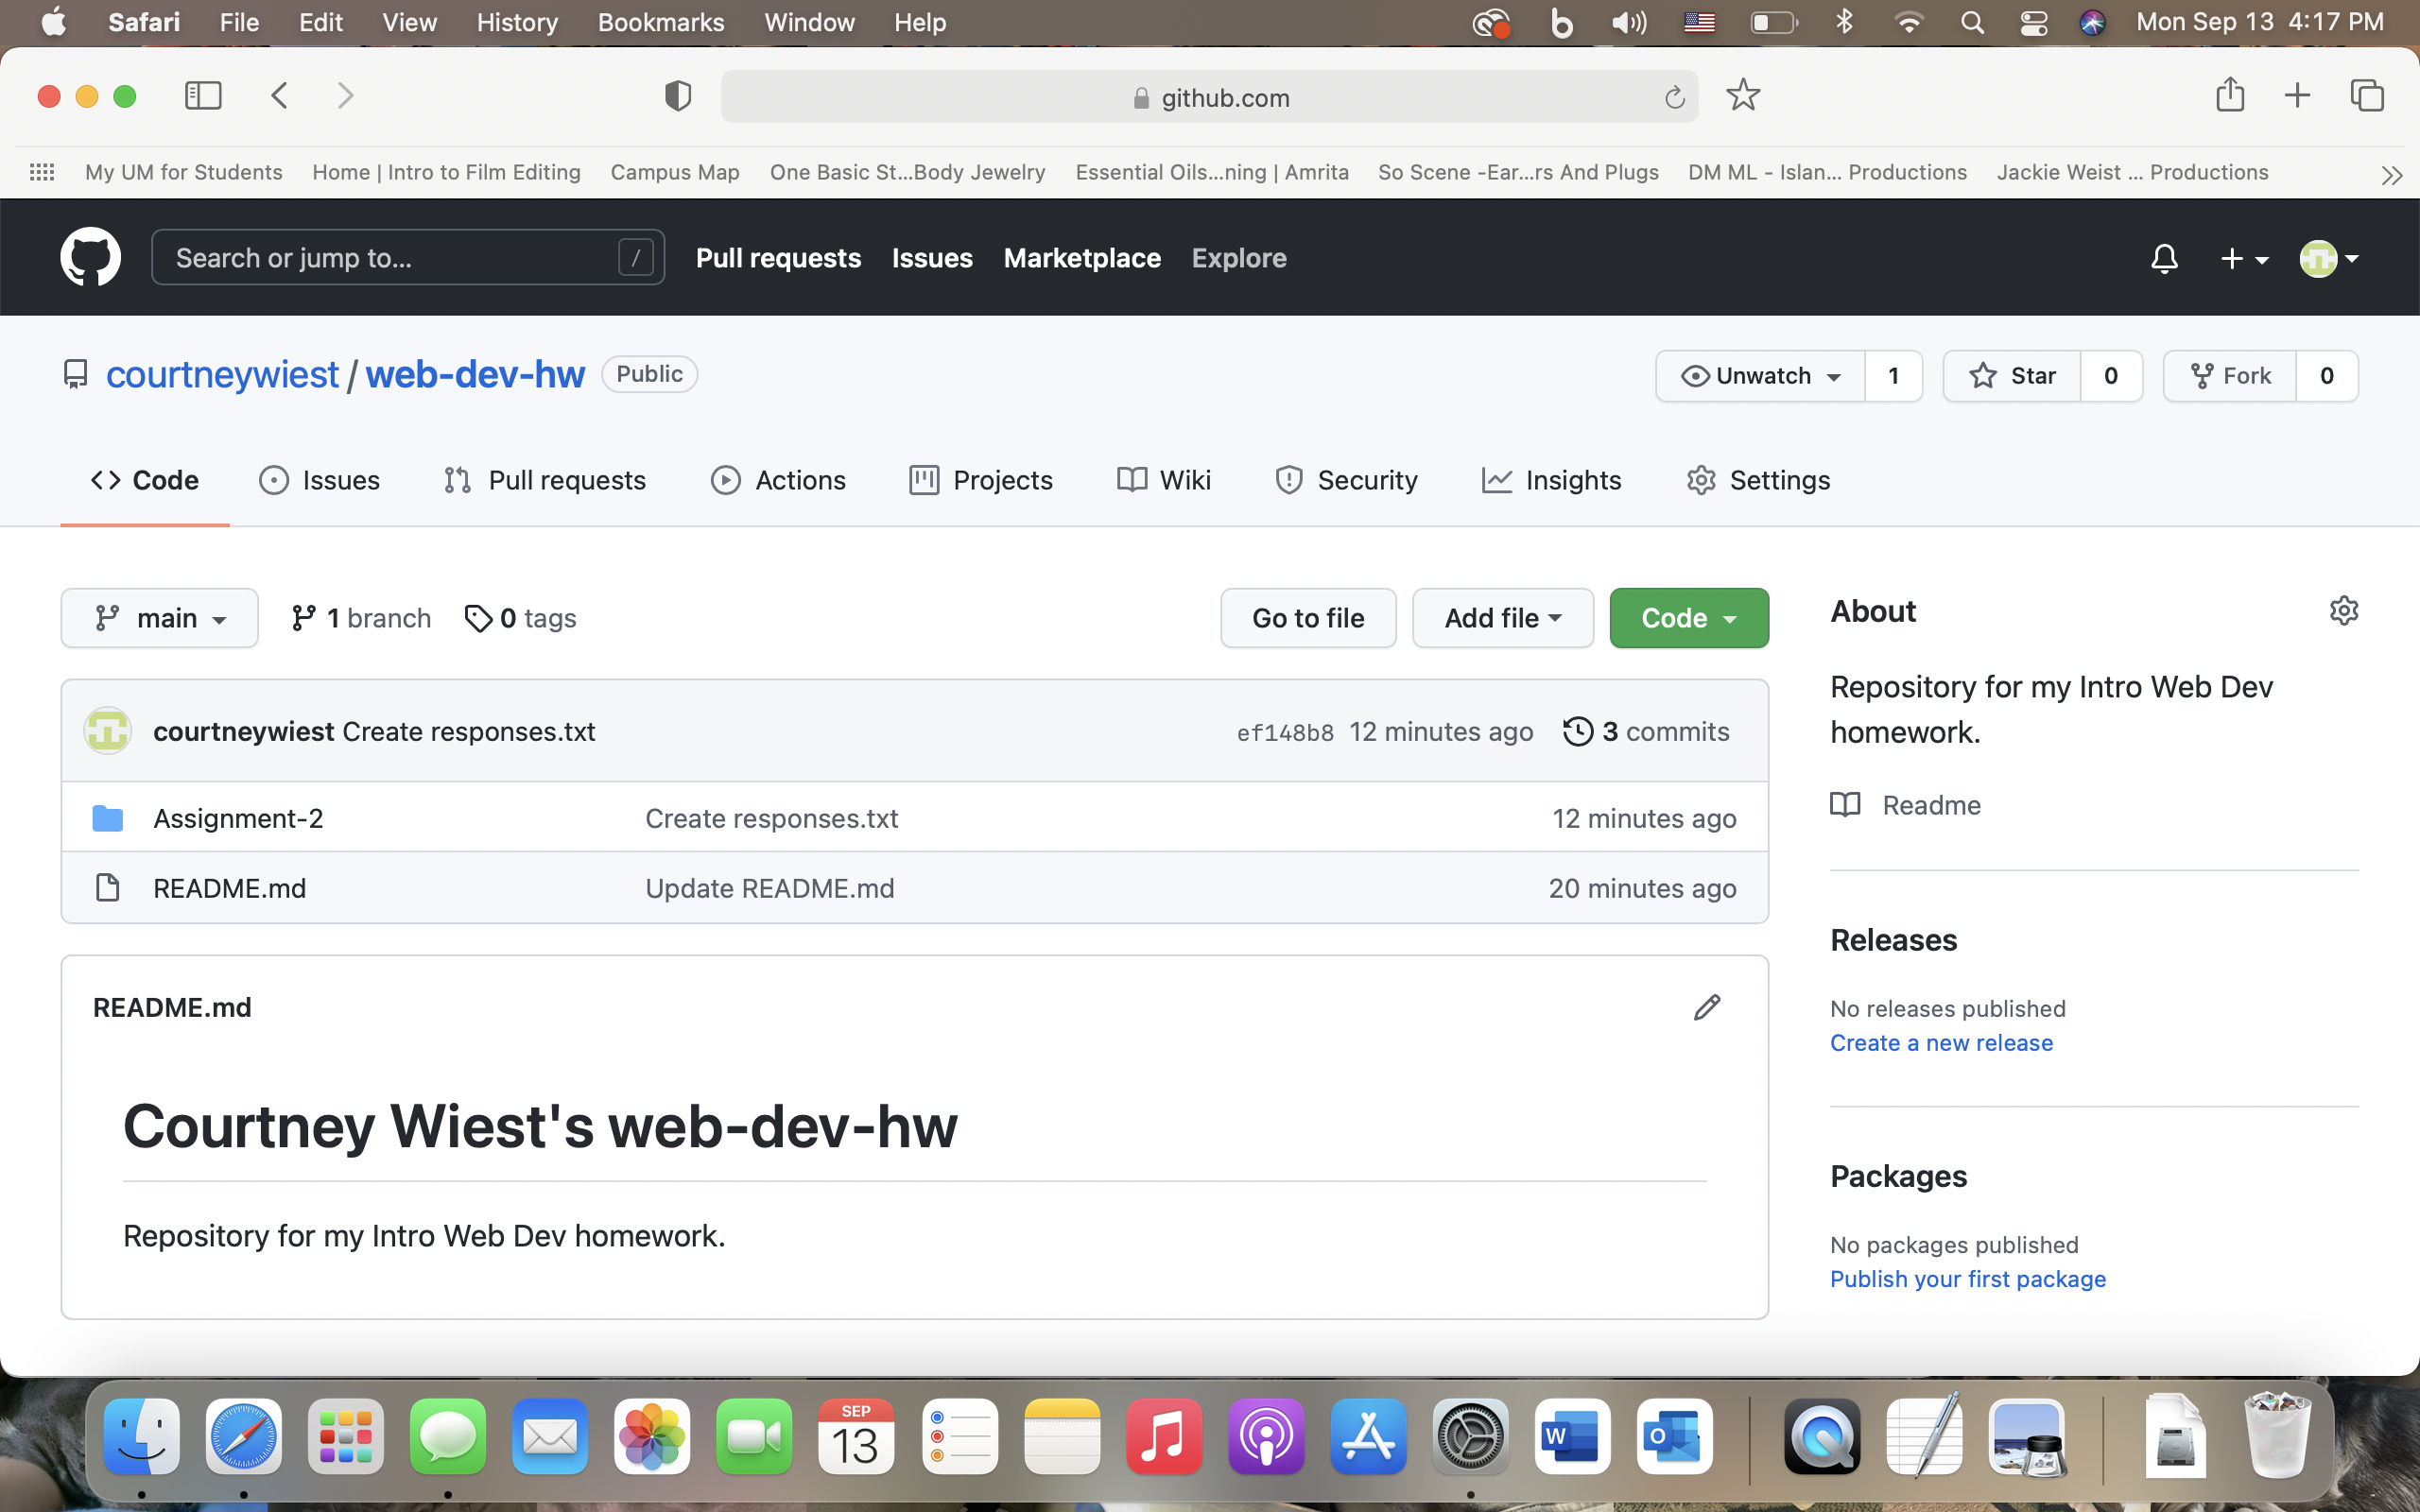 Safari File Edit View History Bookmarks Window Help Mon Sep 13 4:17 PM
github.com
My UM for Students Home | Intro to Film Editing Campus Map One Basic St...Body Jewelry Essential Oils...ning | Amrita So Scene -Ear...rs And Plugs DM ML - Islan... Productions Jackie Weist ... Productions
Search or jump to... / Pull requests Issues Marketplace Explore
courtneywiest / web-dev-hw Public Unwatch 1 Star 0 Fork 0
Code Issues Pull requests Actions Projects Wiki Security Insights Settings
main 1 branch 0 tags Go to file Add file Code
courtneywiest Create responses.txt ef148b8 12 minutes ago 3 commits
Assignment-2 Create responses.txt 12 minutes ago
README.md Update README.md 20 minutes ago
README.md
Courtney Wiest's web-dev-hw
Repository for my Intro Web Dev homework.
About
Repository for my Intro Web Dev
homework.
Readme
Releases
No releases published
Create a new release
Packages
No packages published
Publish your first package
SEP
13
W
O